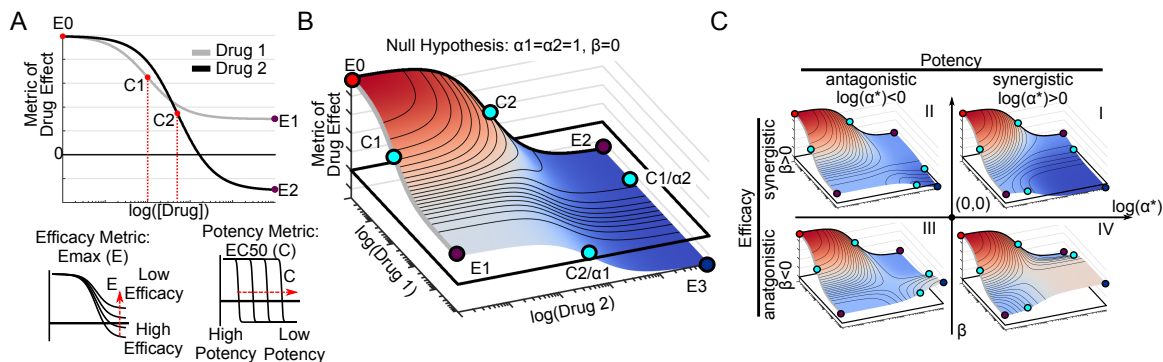 A
E0
Metric of
Drug Effect
Drug 1
Drug 2
C1
C2
E1
E2
0
log([Drug])
Efficacy Metric:
Emax (E)
E
Low
Efficacy
High
Efficacy
Potency Metric:
EC50 (C)
C
High
Potency
Low
Potency
B
Null Hypothesis: α1=α2=1, β=0
E0
C2
C1
E2
C1/α2
Metric of
Drug Effect
E1
C2/α1
E3
log(Drug 1)
log(Drug 2)
C
Potency
antagonistic
log(α*)<0
synergistic
log(α*)>0
II
I
Efficacy
synergistic
β>0
(0,0)
log(α*)
III
IV
anatgonistic
β<0
β